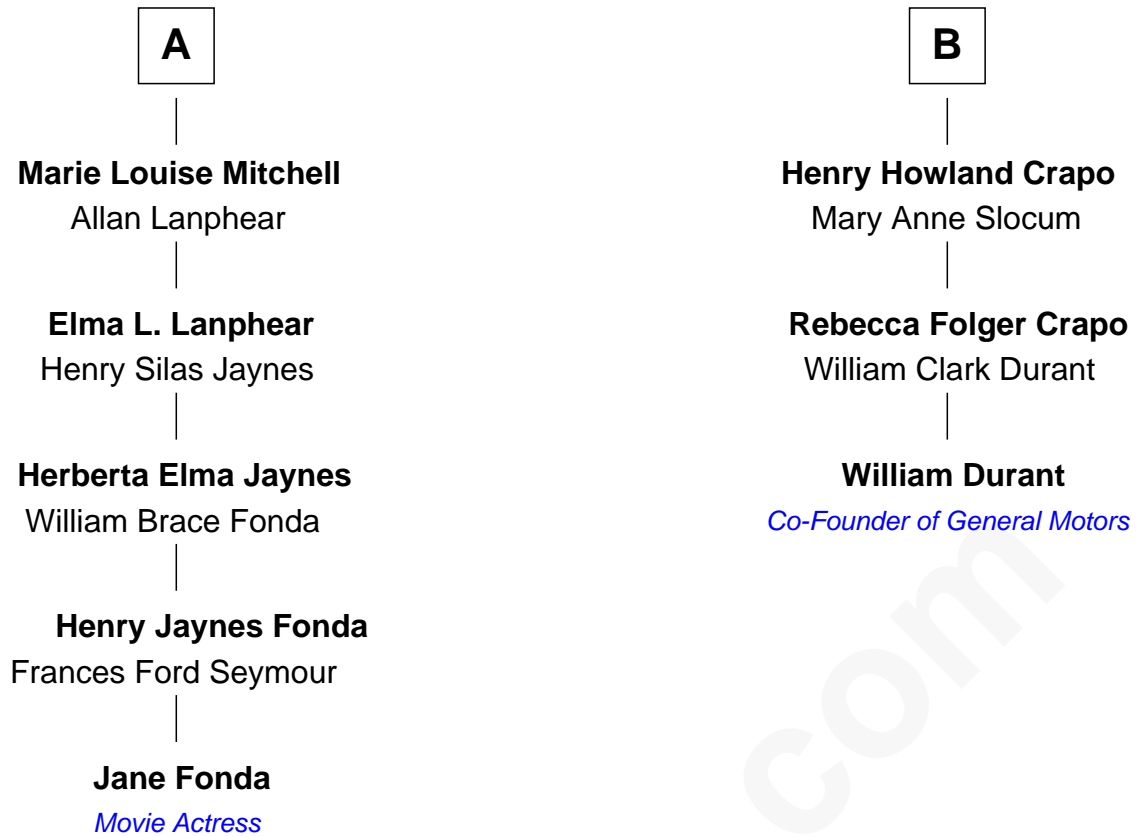 A
Marie Louise Mitchell
Allan Lanphear
Elma L. Lanphear
Henry Silas Jaynes
Herberta Elma Jaynes
William Brace Fonda
Henry Jaynes Fonda
Frances Ford Seymour
Jane Fonda
Movie Actress
B
Henry Howland Crapo
Mary Anne Slocum
Rebecca Folger Crapo
William Clark Durant
William Durant
Co-Founder of General Motors
com